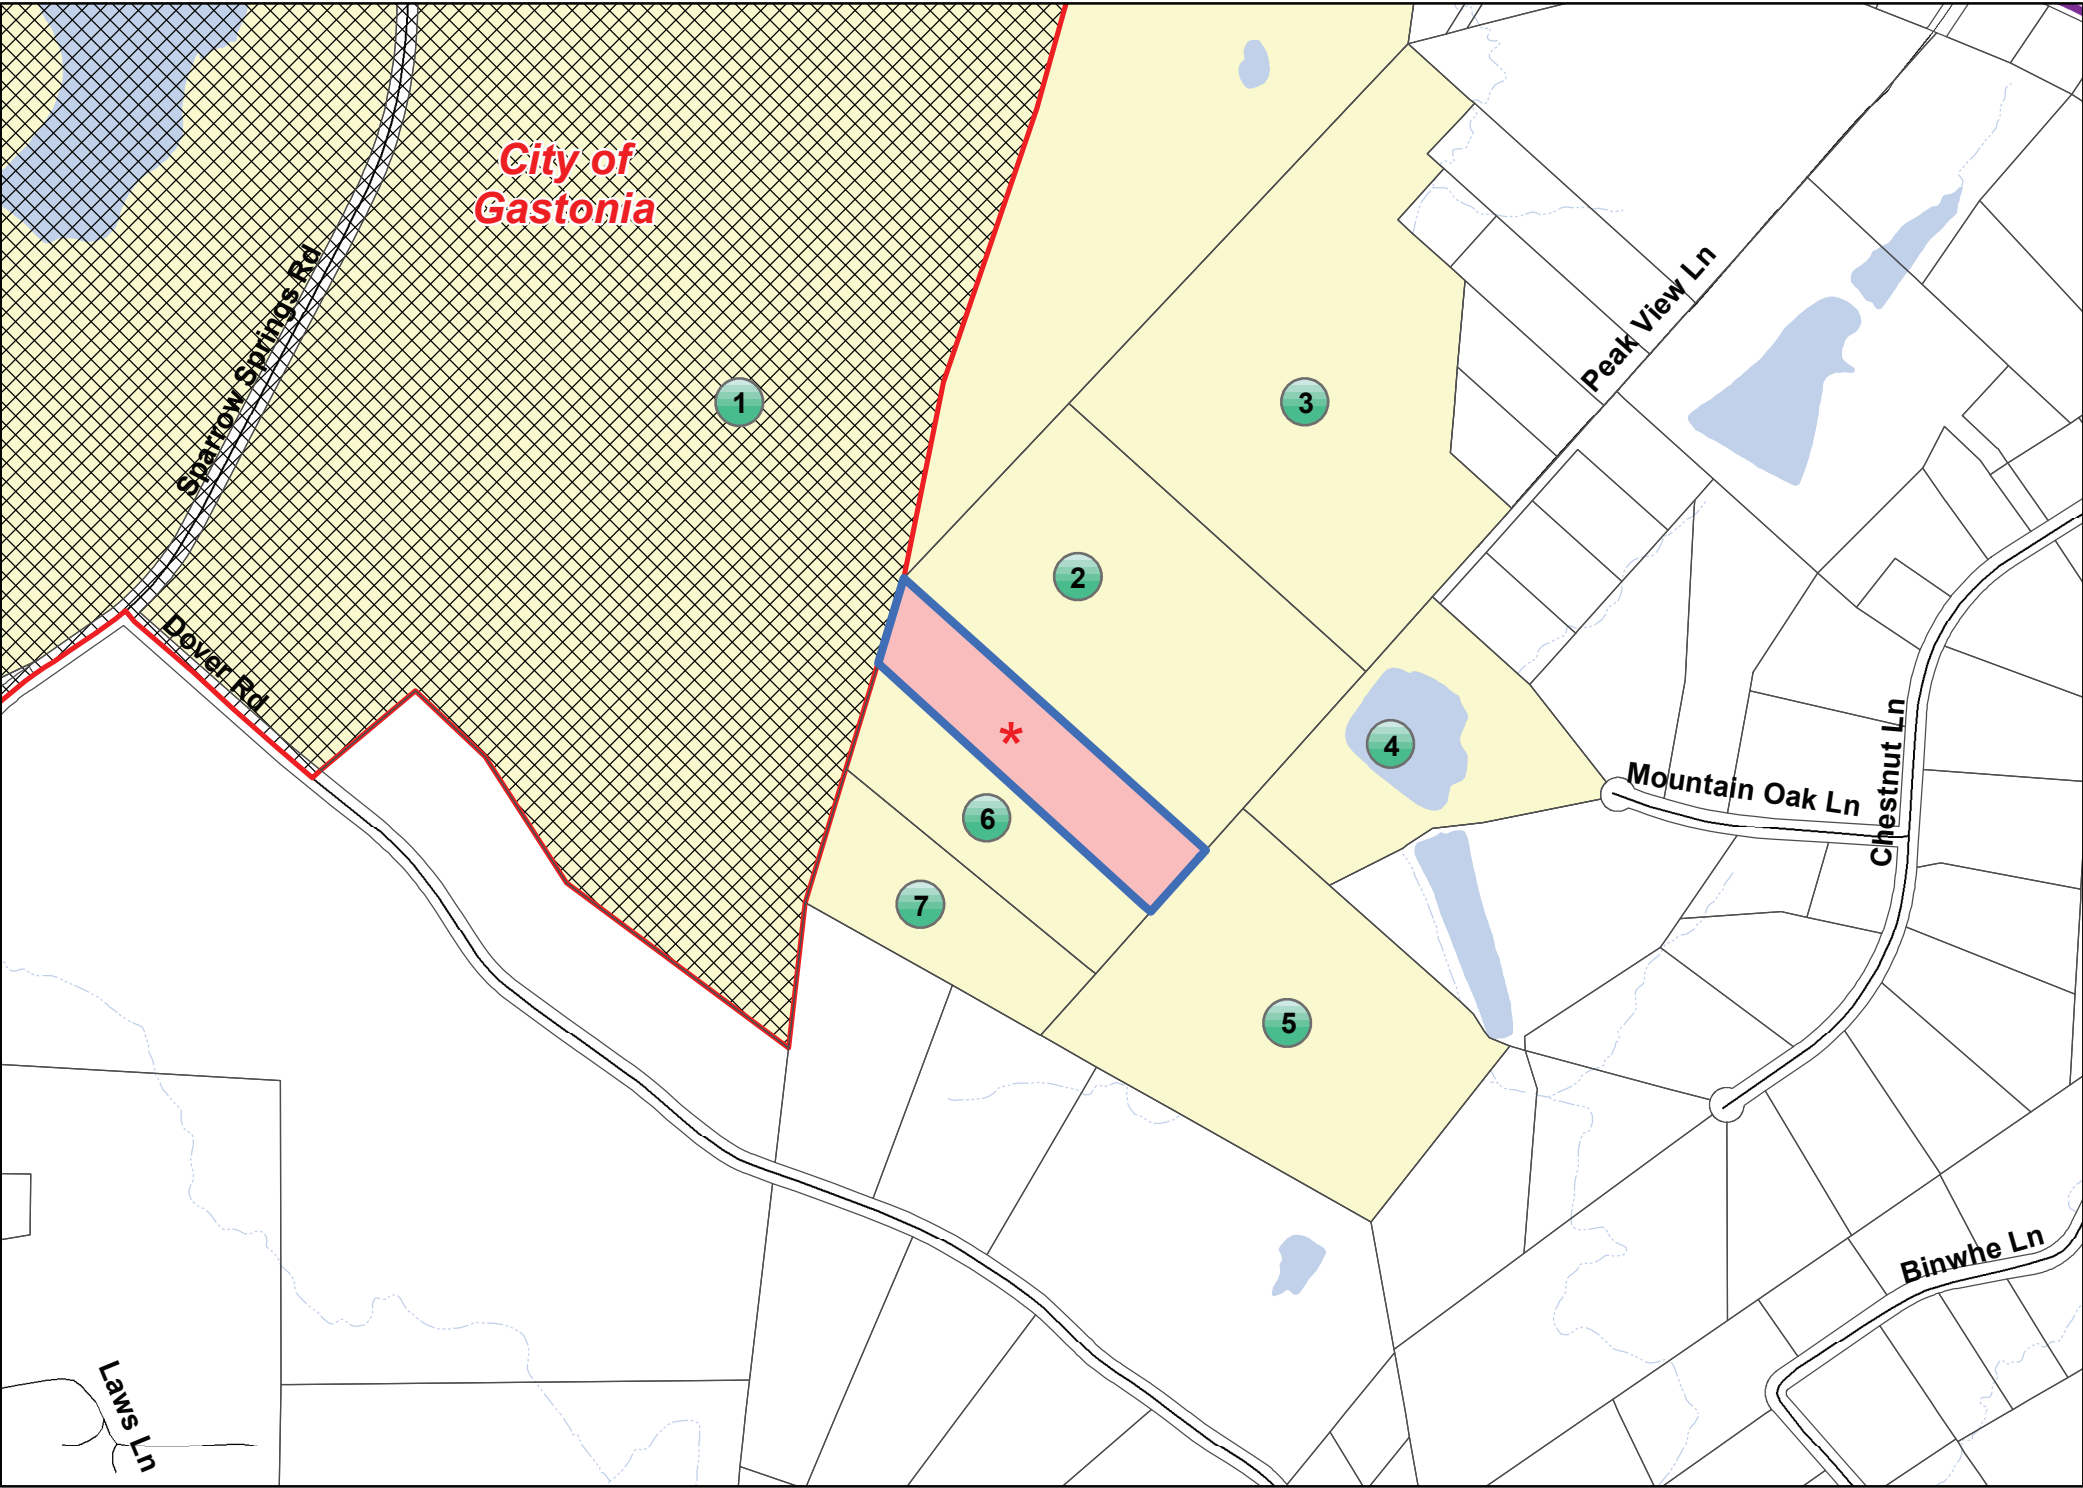 City of
Gastonia
Sparrow Springs Rd
Peak View Ln
1
3
2
Dover Rd
*
4
Mountain Oak Ln
Chestnut Ln
6
7
5
Binwhe Ln
Laws Ln